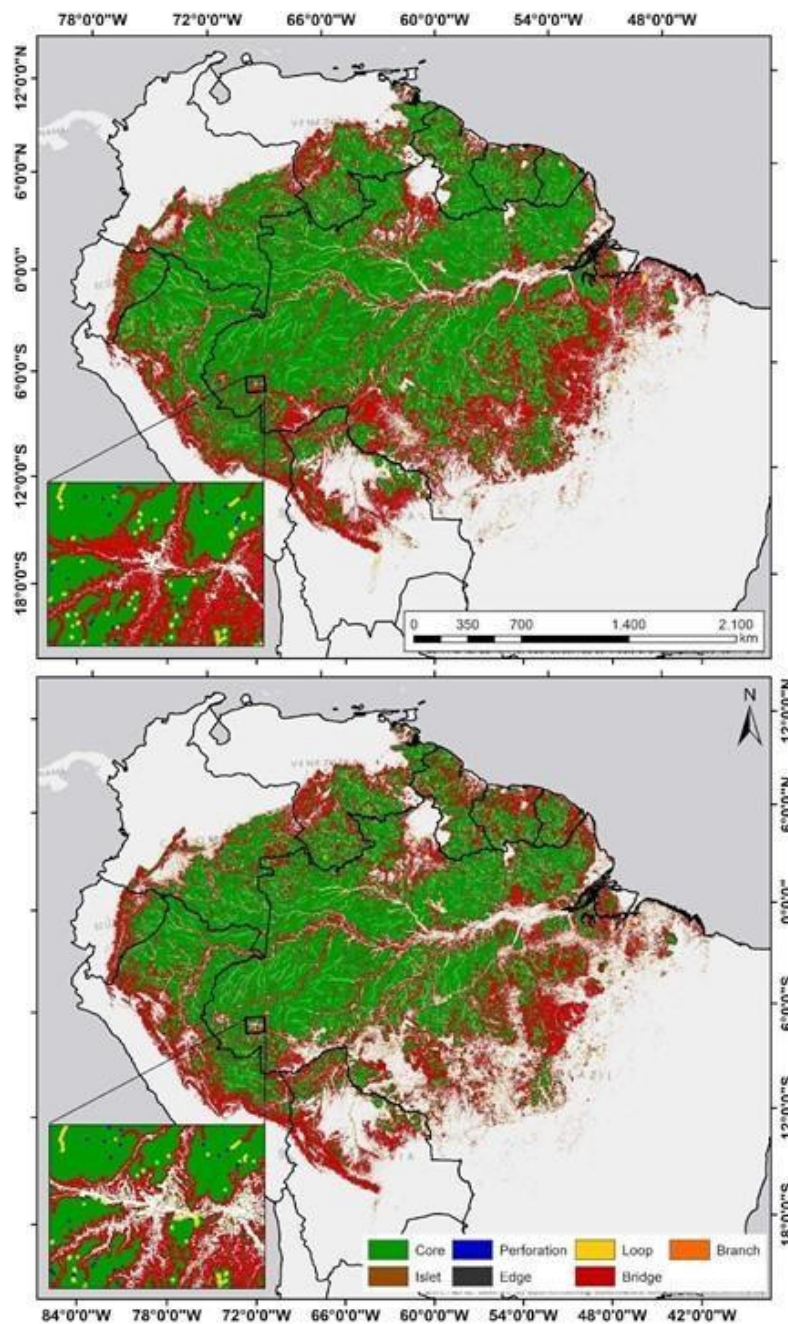 78°0'0"W 72°0'0"W 66°0'0"W 60°0'0"W 54°0'0"W 48°0'0"W
12°0'0"N
6°0'0"N
0°0'0"
6°0'0"S
12°0'0"S
18°0'0"S
0 350 700 1.400 2.100
km
N
12°0'0"N
6°0'0"N
0°0'0"
6°0'0"S
12°0'0"S
18°0'0"S
Core Perforation Loop Branch
Islet Edge Bridge
84°0'0"W 78°0'0"W 72°0'0"W 66°0'0"W 60°0'0"W 54°0'0"W 48°0'0"W 42°0'0"W